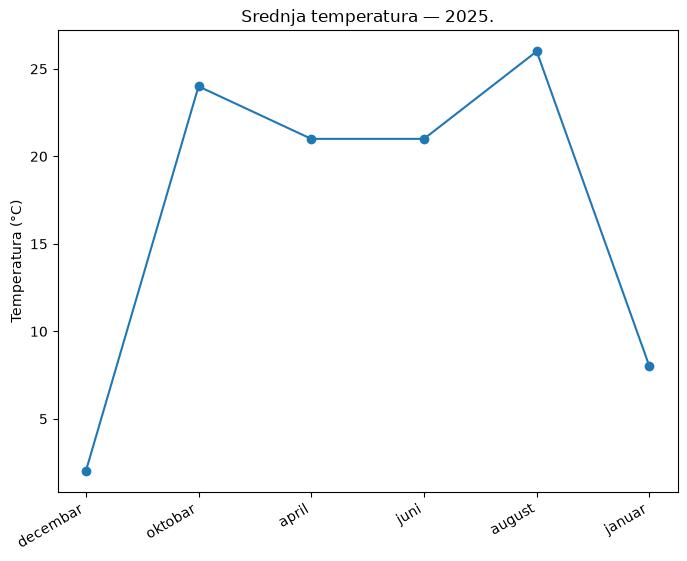 Srednja temperatura — 2025.
Temperatura (°C)
25
20
15
10
5
decembar
oktobar
april
juni
august
januar